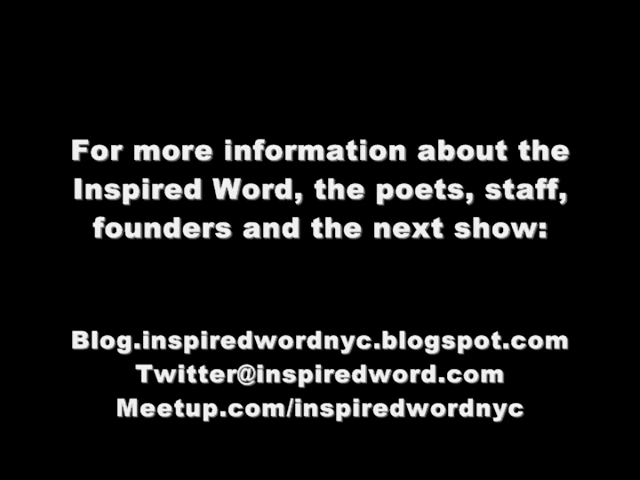 For more information about the
Inspired Word, the poets, staff,
founders and the next show:
Blog.inspiredwordnyc.blogspot.com
Twitter@inspiredword.com
Meetup.com/inspiredwordnyc